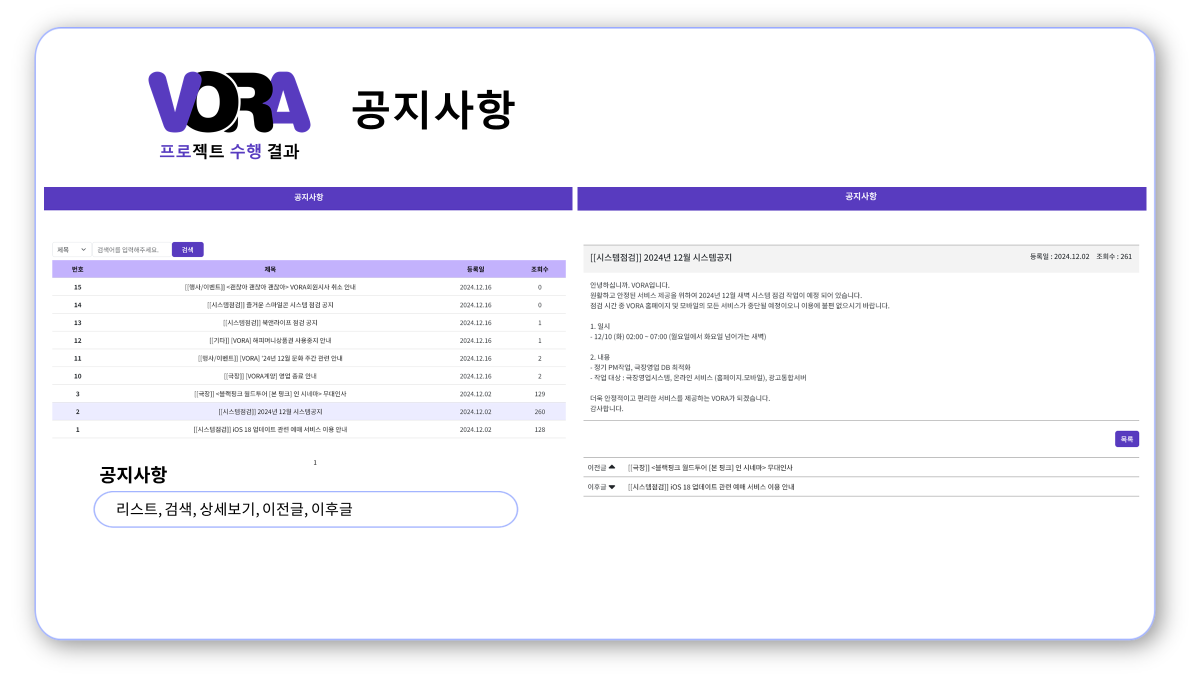 VORA
프로젝트 수행 결과
공지사항
공지사항
제목 검색어를 입력해주세요. 검색
번호 제목 등록일 조회수
15 [[행사/이벤트]] <괜찮아 괜찮아 괜찮아> VORA회원시사 취소 안내 2024.12.16 0
14 [[시스템점검]] 즐거운 스마일콘 시스템 점검 공지 2024.12.16 0
13 [[시스템점검]] 북앤라이프 점검 공지 2024.12.16 1
12 [[기타]] [VORA] 해피머니상품권 사용중지 안내 2024.12.16 1
11 [[행사/이벤트]] [VORA] '24년 12월 문화 주간 관련 안내 2024.12.16 2
10 [[극장]] [VORA계양] 영업 종료 안내 2024.12.16 2
3 [[극장]] <블랙핑크 월드투어 [본 핑크] 인 시네마> 무대인사 2024.12.02 129
2 [[시스템점검]] 2024년 12월 시스템공지 2024.12.02 260
1 [[시스템점검]] iOS 18 업데이트 관련 예매 서비스 이용 안내 2024.12.02 128
1
공지사항
리스트, 검색, 상세보기, 이전글, 이후글
공지사항
[[시스템점검]] 2024년 12월 시스템공지 등록일 : 2024.12.02 조회수 : 261
안녕하십니까. VORA입니다.
원활하고 안정된 서비스 제공을 위하여 2024년 12월 새벽 시스템 점검 작업이 예정 되어 있습니다.
점검 시간 중 VORA 홈페이지 및 모바일의 모든 서비스가 중단될 예정이오니 이용에 불편 없으시기 바랍니다.
1. 일시
- 12/10 (화) 02:00 ~ 07:00 (월요일에서 화요일 넘어가는 새벽)
2. 내용
- 정기 PM작업, 극장영업 DB 최적화
- 작업 대상 : 극장영업시스템, 온라인 서비스 (홈페이지.모바일), 광고통합서버
더욱 안정적이고 편리한 서비스를 제공하는 VORA가 되겠습니다.
감사합니다.
목록
이전글 [[극장]] <블랙핑크 월드투어 [본 핑크] 인 시네마> 무대인사
이후글 [[시스템점검]] iOS 18 업데이트 관련 예매 서비스 이용 안내